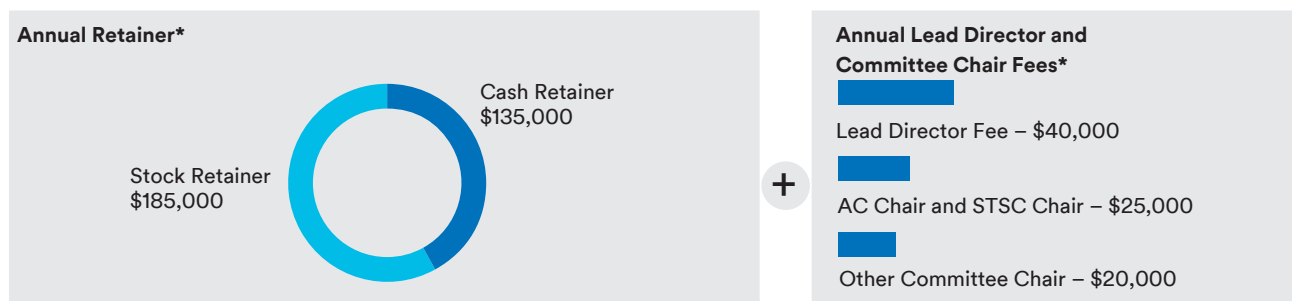 Annual Retainer*
Cash Retainer
$135,000
Stock Retainer
$185,000
+
Annual Lead Director and
Committee Chair Fees*
Lead Director Fee – $40,000
AC Chair and STSC Chair – $25,000
Other Committee Chair – $20,000